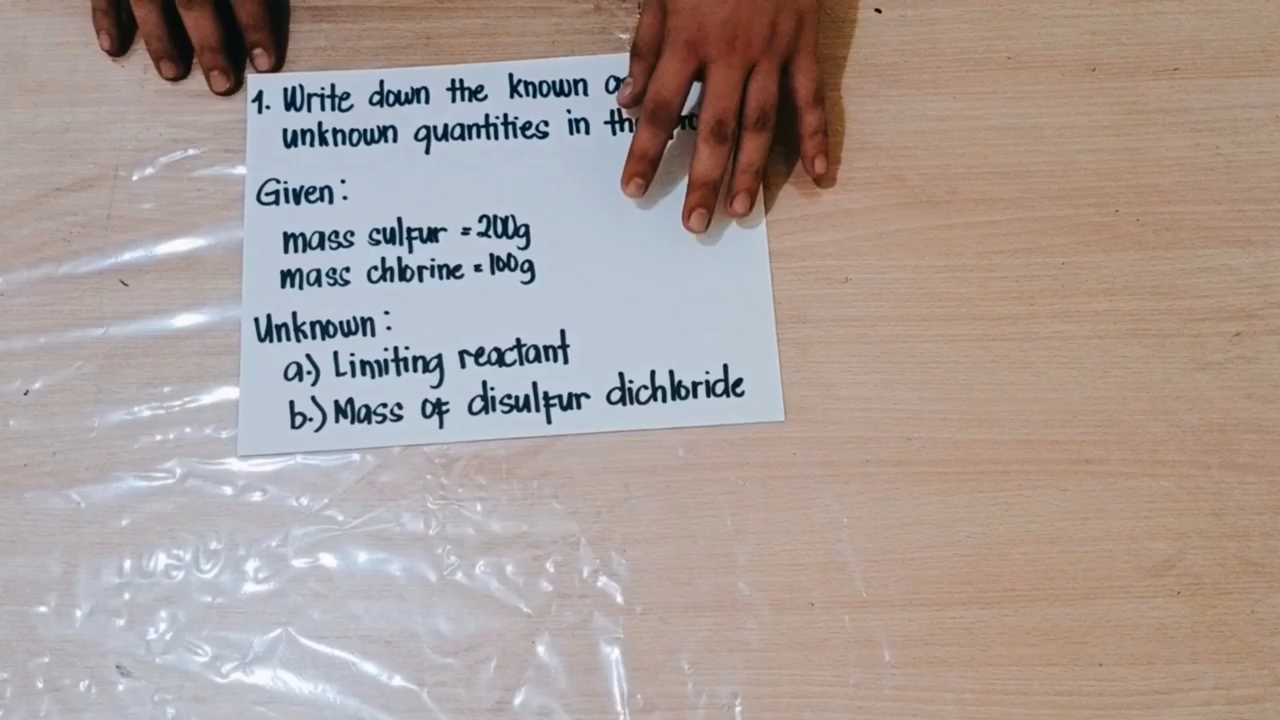 1. Write down the known
unknown quantities in
Given:
mass sulfur = 200g
mass chlorine = 100g
Unknown:
a.) Limiting reactant
b.) Mass of disulfur dichloride